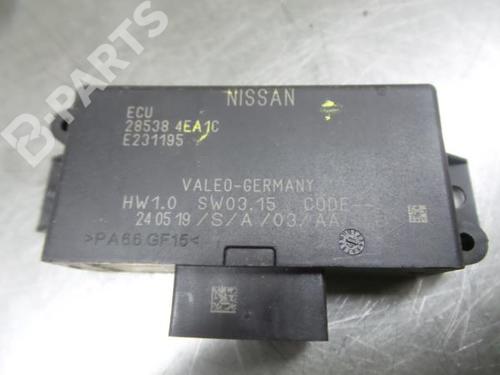 B-PARTS
NISSAN
ECU
28538 4EA1C
E231195
VALEO-GERMANY
HW1.0 SW03.15 CODE--
240519/S/A/03/AA
>PA66 GF15<